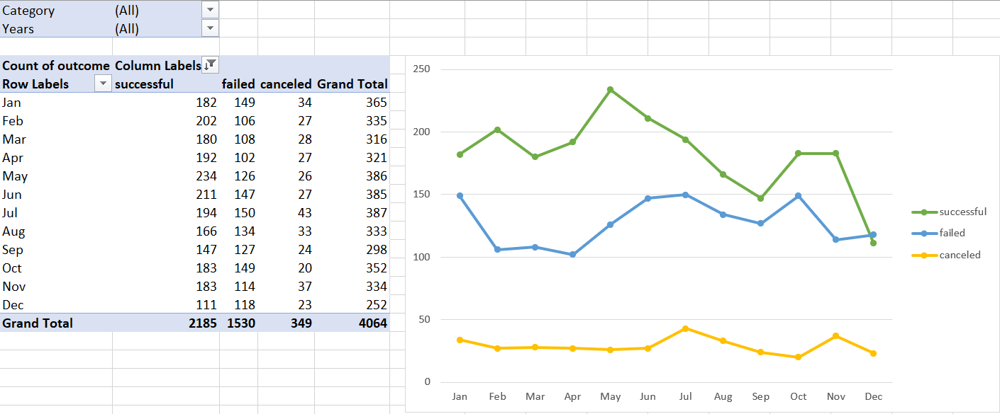 Category (All)
Years (All)
Count of outcome Column Labels
Row Labels successful failed canceled Grand Total
Jan 182 149 34 365
Feb 202 106 27 335
Mar 180 108 28 316
Apr 192 102 27 321
May 234 126 26 386
Jun 211 147 27 385
Jul 194 150 43 387
Aug 166 134 33 333
Sep 147 127 24 298
Oct 183 149 20 352
Nov 183 114 37 334
Dec 111 118 23 252
Grand Total 2185 1530 349 4064
250
200
150
100
50
0
Jan Feb Mar Apr May Jun Jul Aug Sep Oct Nov Dec
successful
failed
canceled